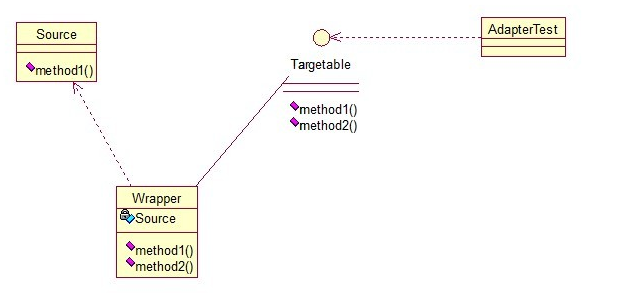 Source
method1()
Targetable
method1()
method2()
AdapterTest
Wrapper
Source
method1()
method2()